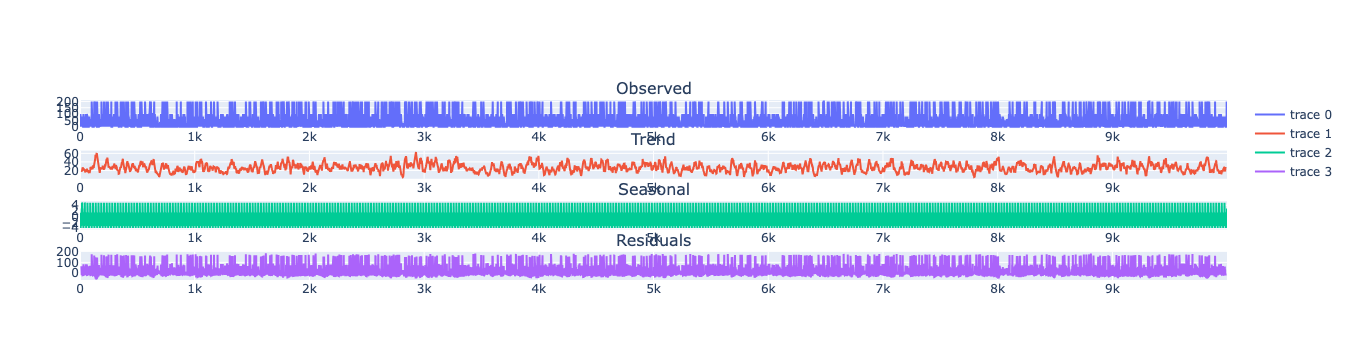 Observed
200
150
100
50
0
0 1k 2k 3k 4k 5k 6k 7k 8k 9k
Trend
60
40
20
0 1k 2k 3k 4k 5k 6k 7k 8k 9k
Seasonal
4
2
0
−2
−4
0 1k 2k 3k 4k 5k 6k 7k 8k 9k
Residuals
200
100
0
0 1k 2k 3k 4k 5k 6k 7k 8k 9k
trace 0
trace 1
trace 2
trace 3